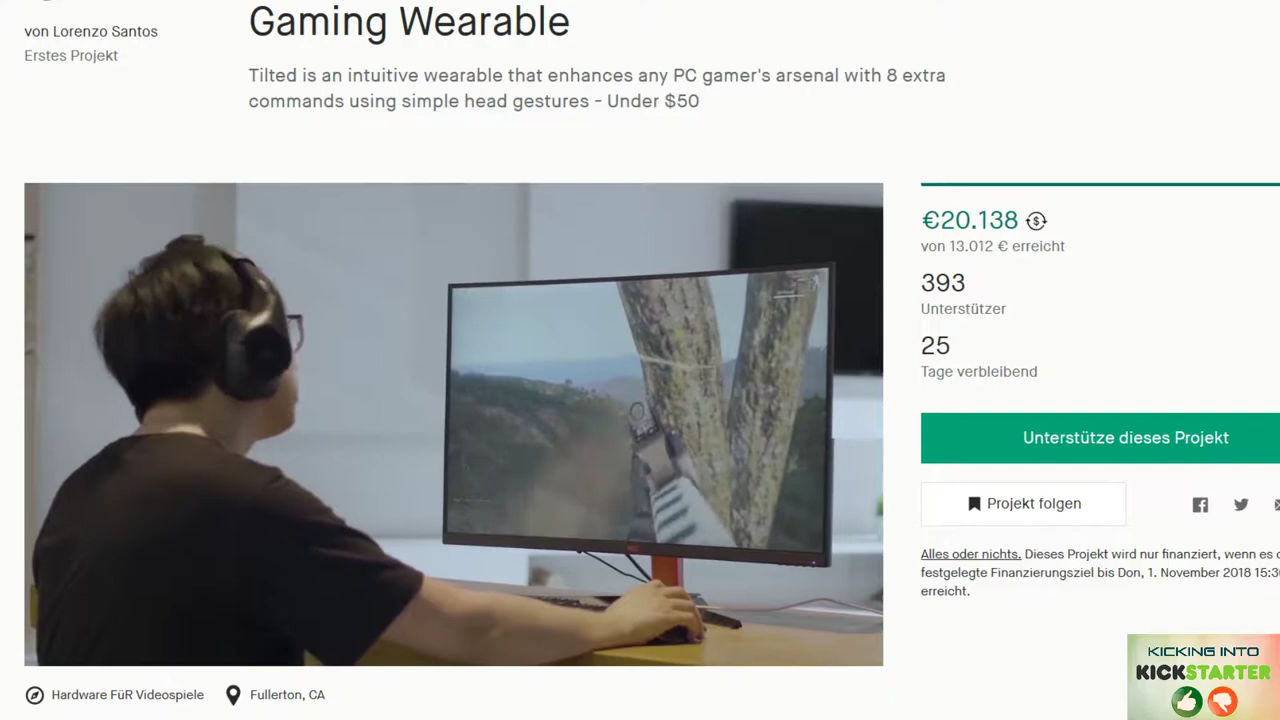 Gaming Wearable
von Lorenzo Santos
Erstes Projekt
Tilted is an intuitive wearable that enhances any PC gamer's arsenal with 8 extra
commands using simple head gestures - Under $50
€20.138
von 13.012 € erreicht
393
Unterstützer
25
Tage verbleibend
Unterstütze dieses Projekt
Projekt folgen
Alles oder nichts. Dieses Projekt wird nur finanziert, wenn es
festgelegte Finanzierungsziel bis Don, 1. November 2018 15:30
erreicht.
Hardware FüR Videospiele
Fullerton, CA
KICKING INTO
KICKSTARTER